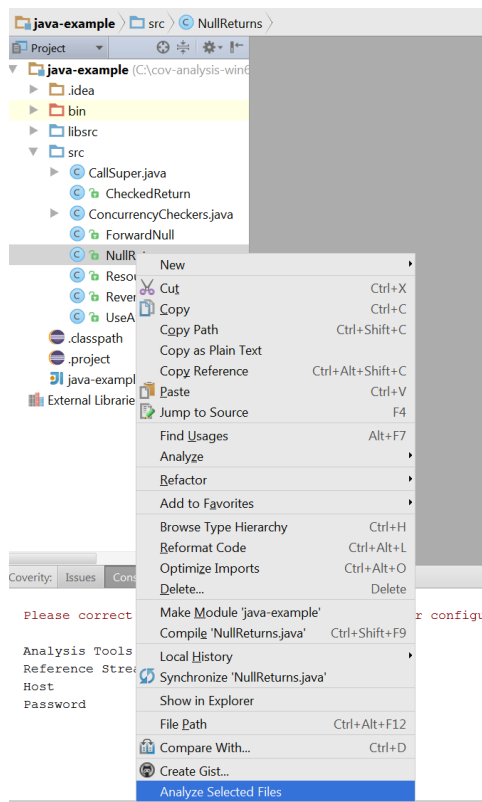 java-example src NullReturns
Project
java-example (C:\cov-analysis-win6
.idea
bin
libsrc
src
CallSuper.java
CheckedReturn
ConcurrencyCheckers.java
ForwardNull
NullRet
Resou
Rever
UseA
.classpath
.project
java-exampl
External Librarie
New
Cut Ctrl+X
Copy Ctrl+C
Copy Path Ctrl+Shift+C
Copy as Plain Text
Copy Reference Ctrl+Alt+Shift+C
Paste Ctrl+V
Jump to Source F4
Find Usages Alt+F7
Analyze
Refactor
Add to Favorites
Browse Type Hierarchy Ctrl+H
Reformat Code Ctrl+Alt+L
Optimize Imports Ctrl+Alt+O
Delete... Delete
Make Module 'java-example'
Compile 'NullReturns.java' Ctrl+Shift+F9
Local History
Synchronize 'NullReturns.java'
Show in Explorer
File Path Ctrl+Alt+F12
Compare With... Ctrl+D
Create Gist...
Analyze Selected Files
Coverity: Issues Cons
Please correct r configu
Analysis Tools
Reference Strea
Host
Password